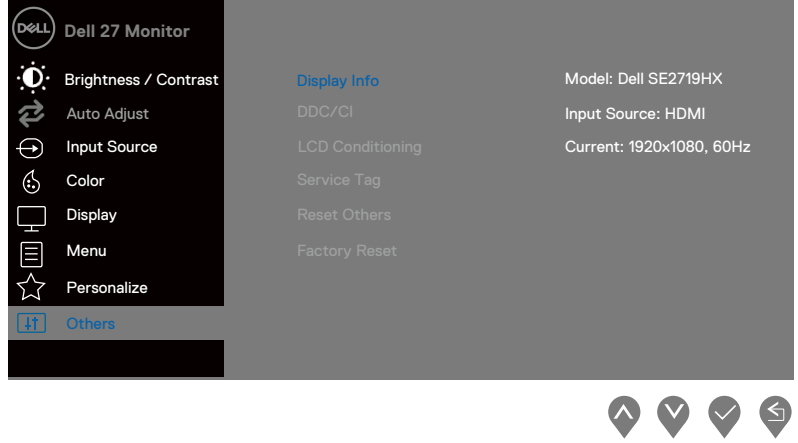 DELL
Dell 27 Monitor
Brightness / Contrast
Auto Adjust
Input Source
Color
Display
Menu
Personalize
Others
Display Info
DDC/CI
LCD Conditioning
Service Tag
Reset Others
Factory Reset
Model: Dell SE2719HX
Input Source: HDMI
Current: 1920x1080, 60Hz